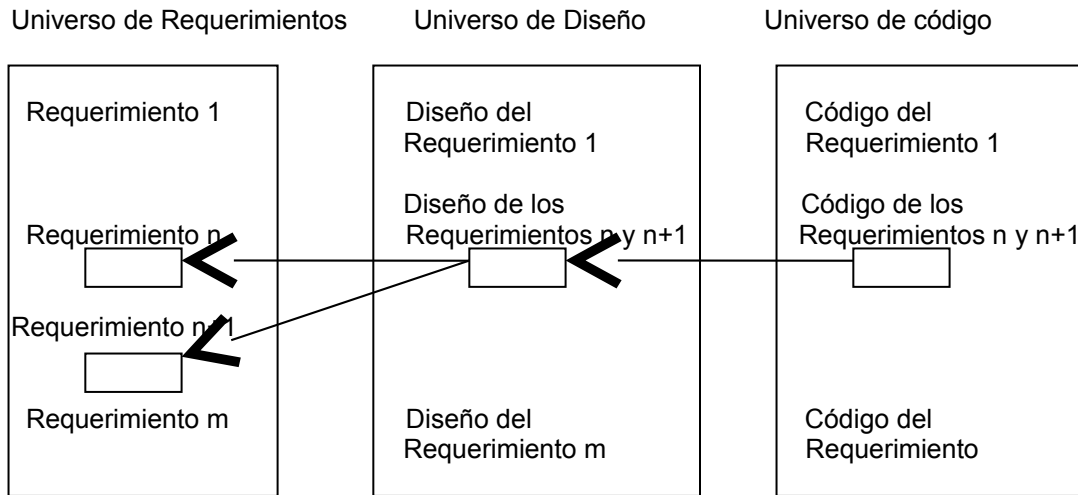 Universo de Requerimientos
Universo de Diseño
Universo de código
Requerimiento 1
Requerimiento n
Requerimiento n+1
Requerimiento m
Diseño del
Requerimiento 1
Diseño de los
Requerimientos n y n+1
Diseño del
Requerimiento m
Código del
Requerimiento 1
Código de los
Requerimientos n y n+1
Código del
Requerimiento